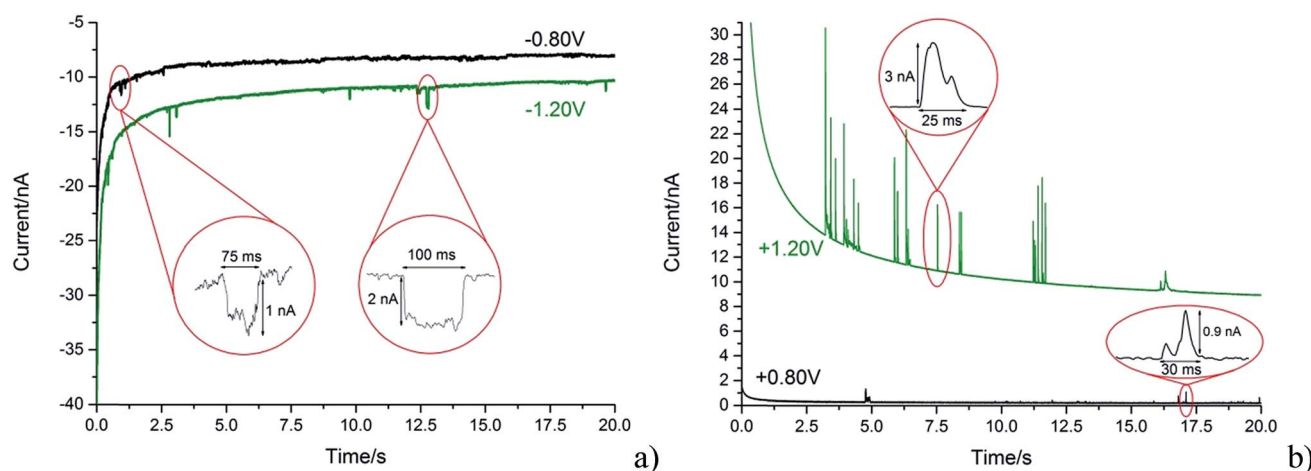 -5
-10
-15
-20
-25
-30
-35
-40
Current/nA
0.0 2.5 5.0 7.5 10.0 12.5 15.0 17.5 20.0
Time/s
-0.80V
-1.20V
75 ms
1 nA
100 ms
2 nA
a)
30
28
26
24
22
20
18
16
14
12
10
8
6
4
2
0
Current/nA
0.0 2.5 5.0 7.5 10.0 12.5 15.0 17.5 20.0
Time/s
3 nA
25 ms
+1.20V
0.9 nA
30 ms
+0.80V
b)